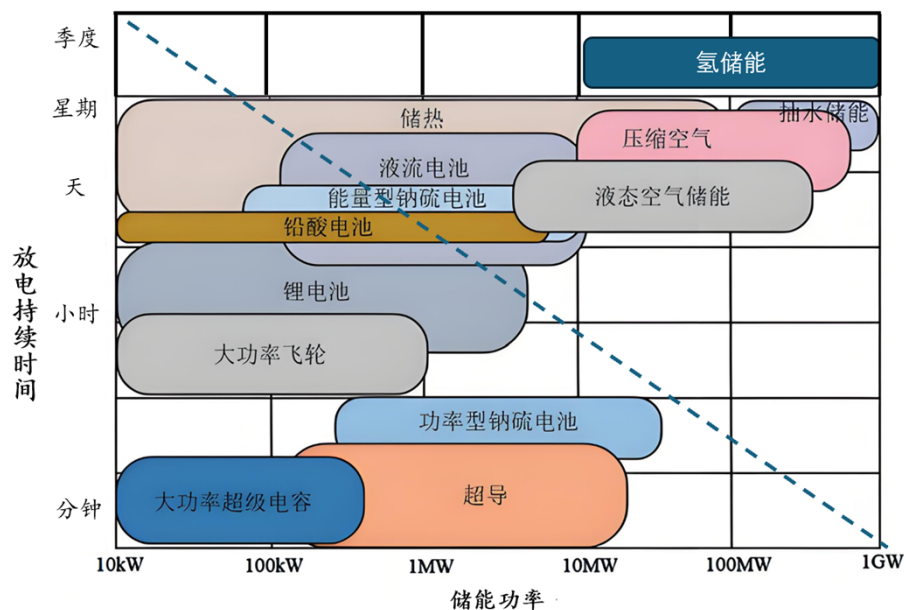 季度
氢储能
星期
抽水储能
储热
压缩空气
液流电池
天
能量型钠硫电池
液态空气储能
铅酸电池
放电持续时间
锂电池
小时
大功率飞轮
功率型钠硫电池
超导
大功率超级电容
分钟
10kW
100kW
1MW
10MW
100MW
1GW
储能功率